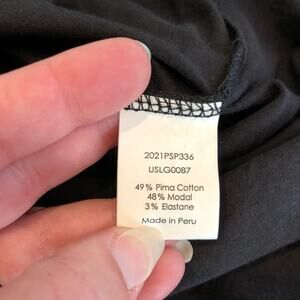 2021PSP336
USLG0087
49% Pima Cotton
48% Modal
3% Elastane
Made in Peru